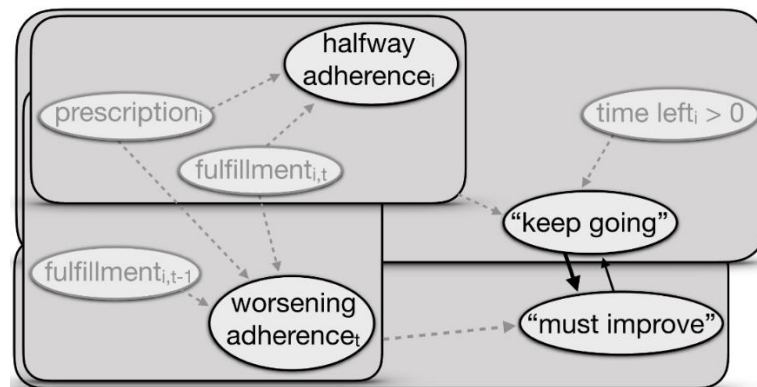 halfway
adherenceᵢ
prescriptionᵢ
time leftᵢ > 0
fulfillmentᵢ,ₜ
“keep going”
fulfillmentᵢ,ₜ₋₁
worsening
adherenceₜ
“must improve”